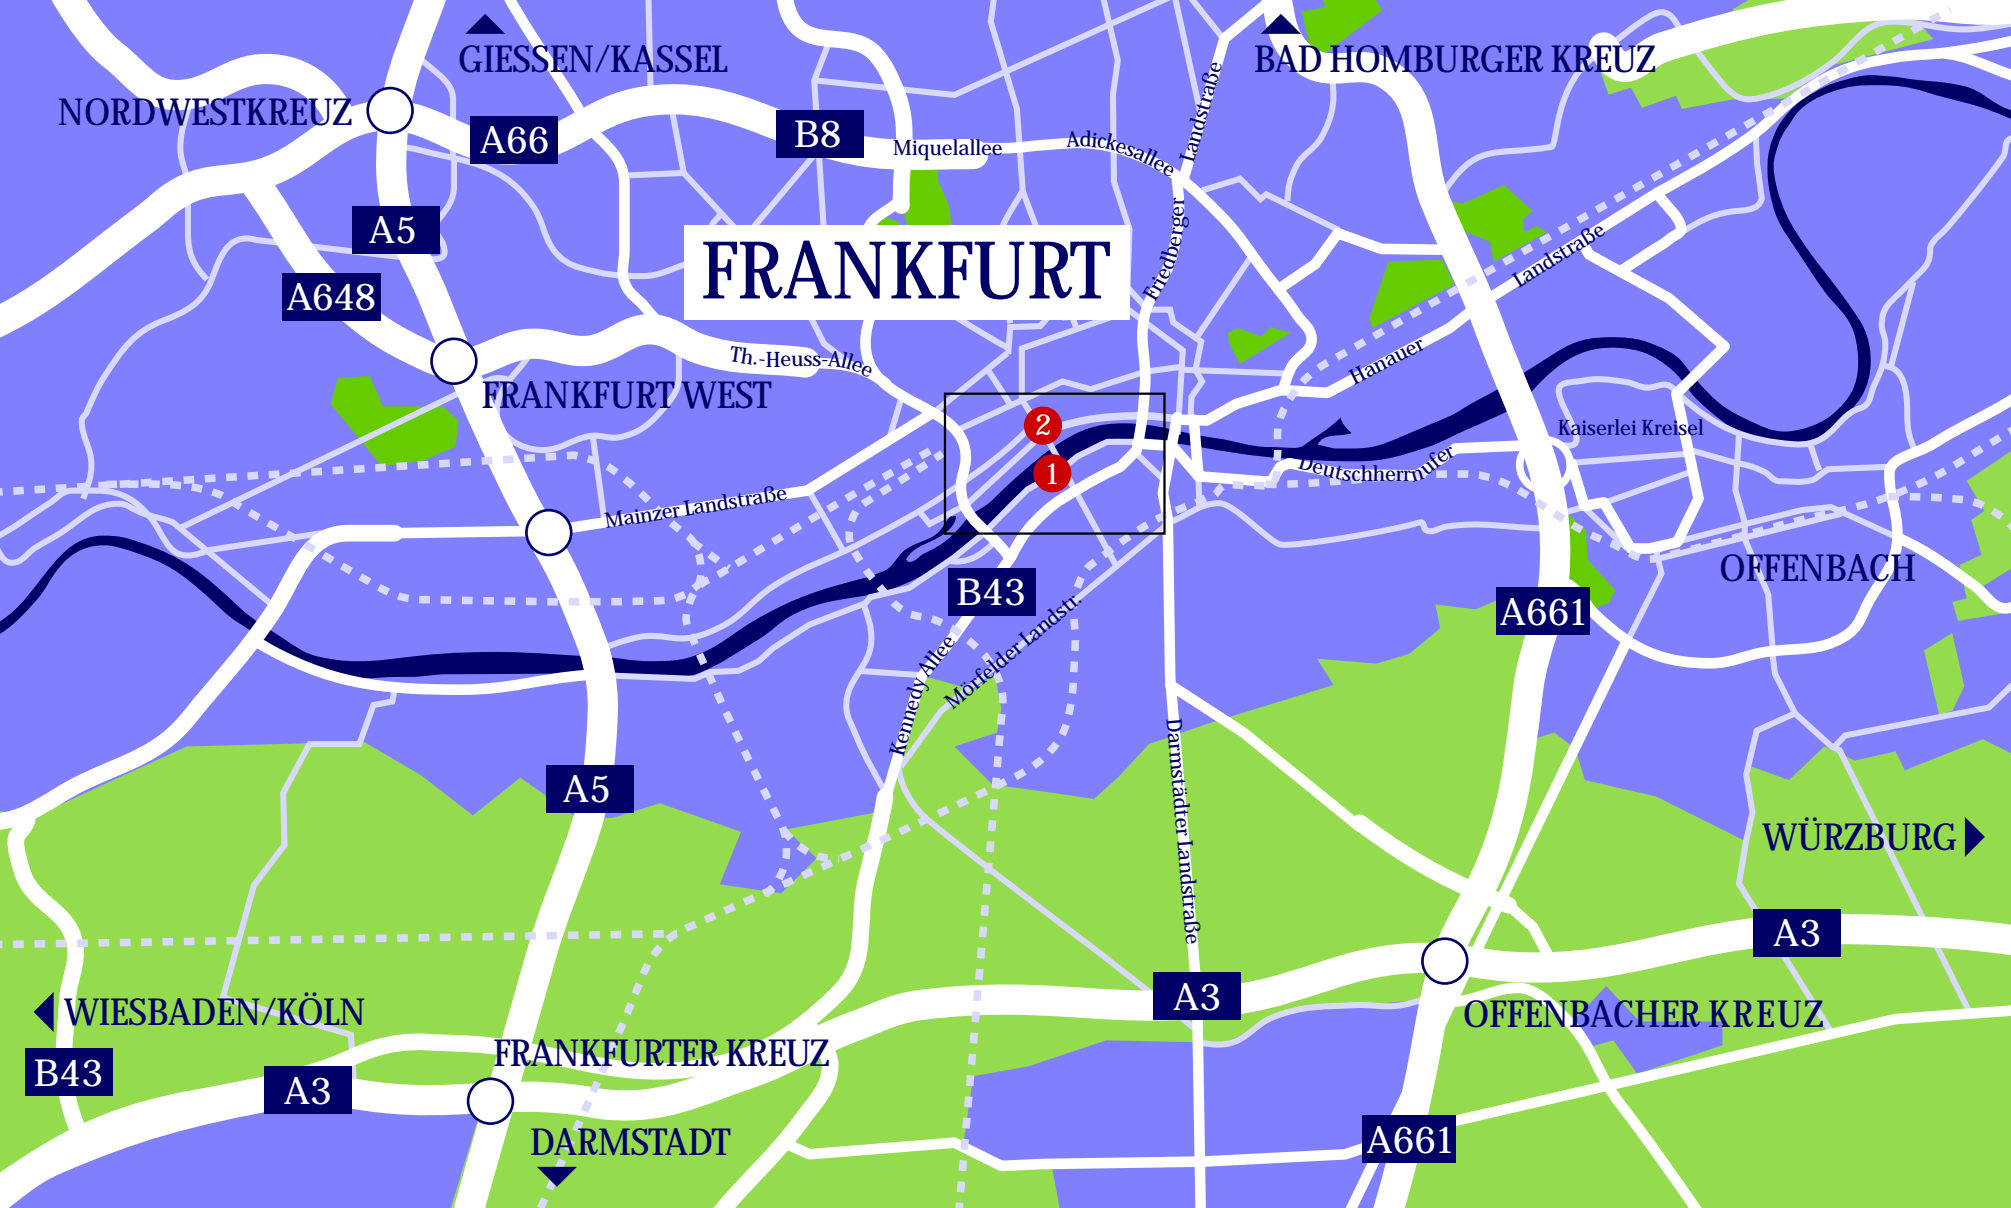 GIESSEN/KASSEL
BAD HOMBURGER KREUZ
NORDWESTKREUZ
A66
B8
Miquelallee
Adickesallee
Friedberger Landstraße
A5
A648
FRANKFURT
Landstraße
Hanauer
Th.-Heuss-Allee
FRANKFURT WEST
2
1
Kaiserlei Kreisel
Deutschherrnufer
Mainzer Landstraße
OFFENBACH
B43
A661
Kennedy Allee
Mörfelder Landstr.
Darmstädter Landstraße
A5
WÜRZBURG
A3
A3
WIESBADEN/KÖLN
OFFENBACHER KREUZ
FRANKFURTER KREUZ
B43
A3
DARMSTADT
A661